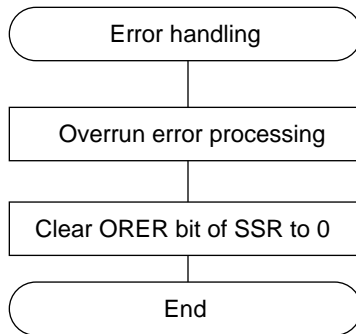 Error handling
Overrun error processing
Clear ORER bit of SSR to 0
End